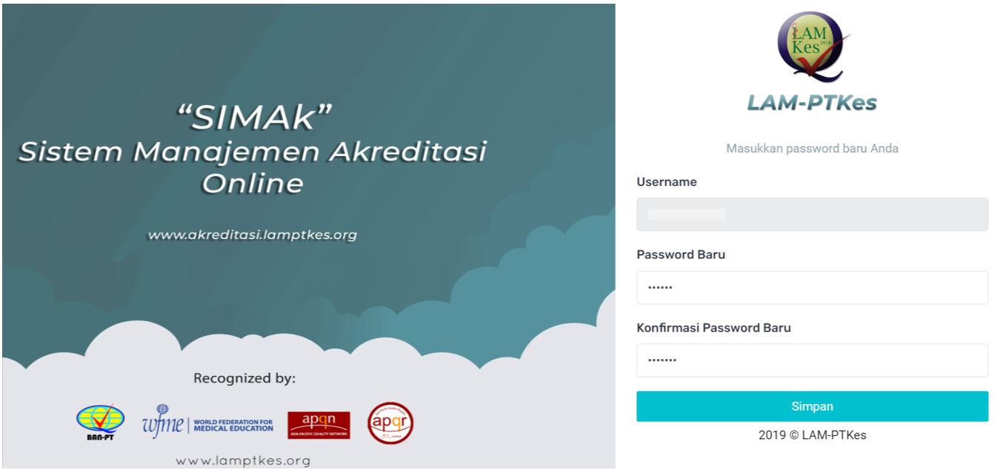 “SIMAk”
Sistem Manajemen Akreditasi
Online
www.akreditasi.lamptkes.org
Recognized by:
BAN-PT
wfme WORLD FEDERATION FOR
MEDICAL EDUCATION
apqn
ASIA-PACIFIC QUALITY NETWORK
apqr
www.lamptkes.org
LAM
Kes 2014
LAM-PTKes
Masukkan password baru Anda
Username
Password Baru
••••••
Konfirmasi Password Baru
•••••••
Simpan
2019 © LAM-PTKes